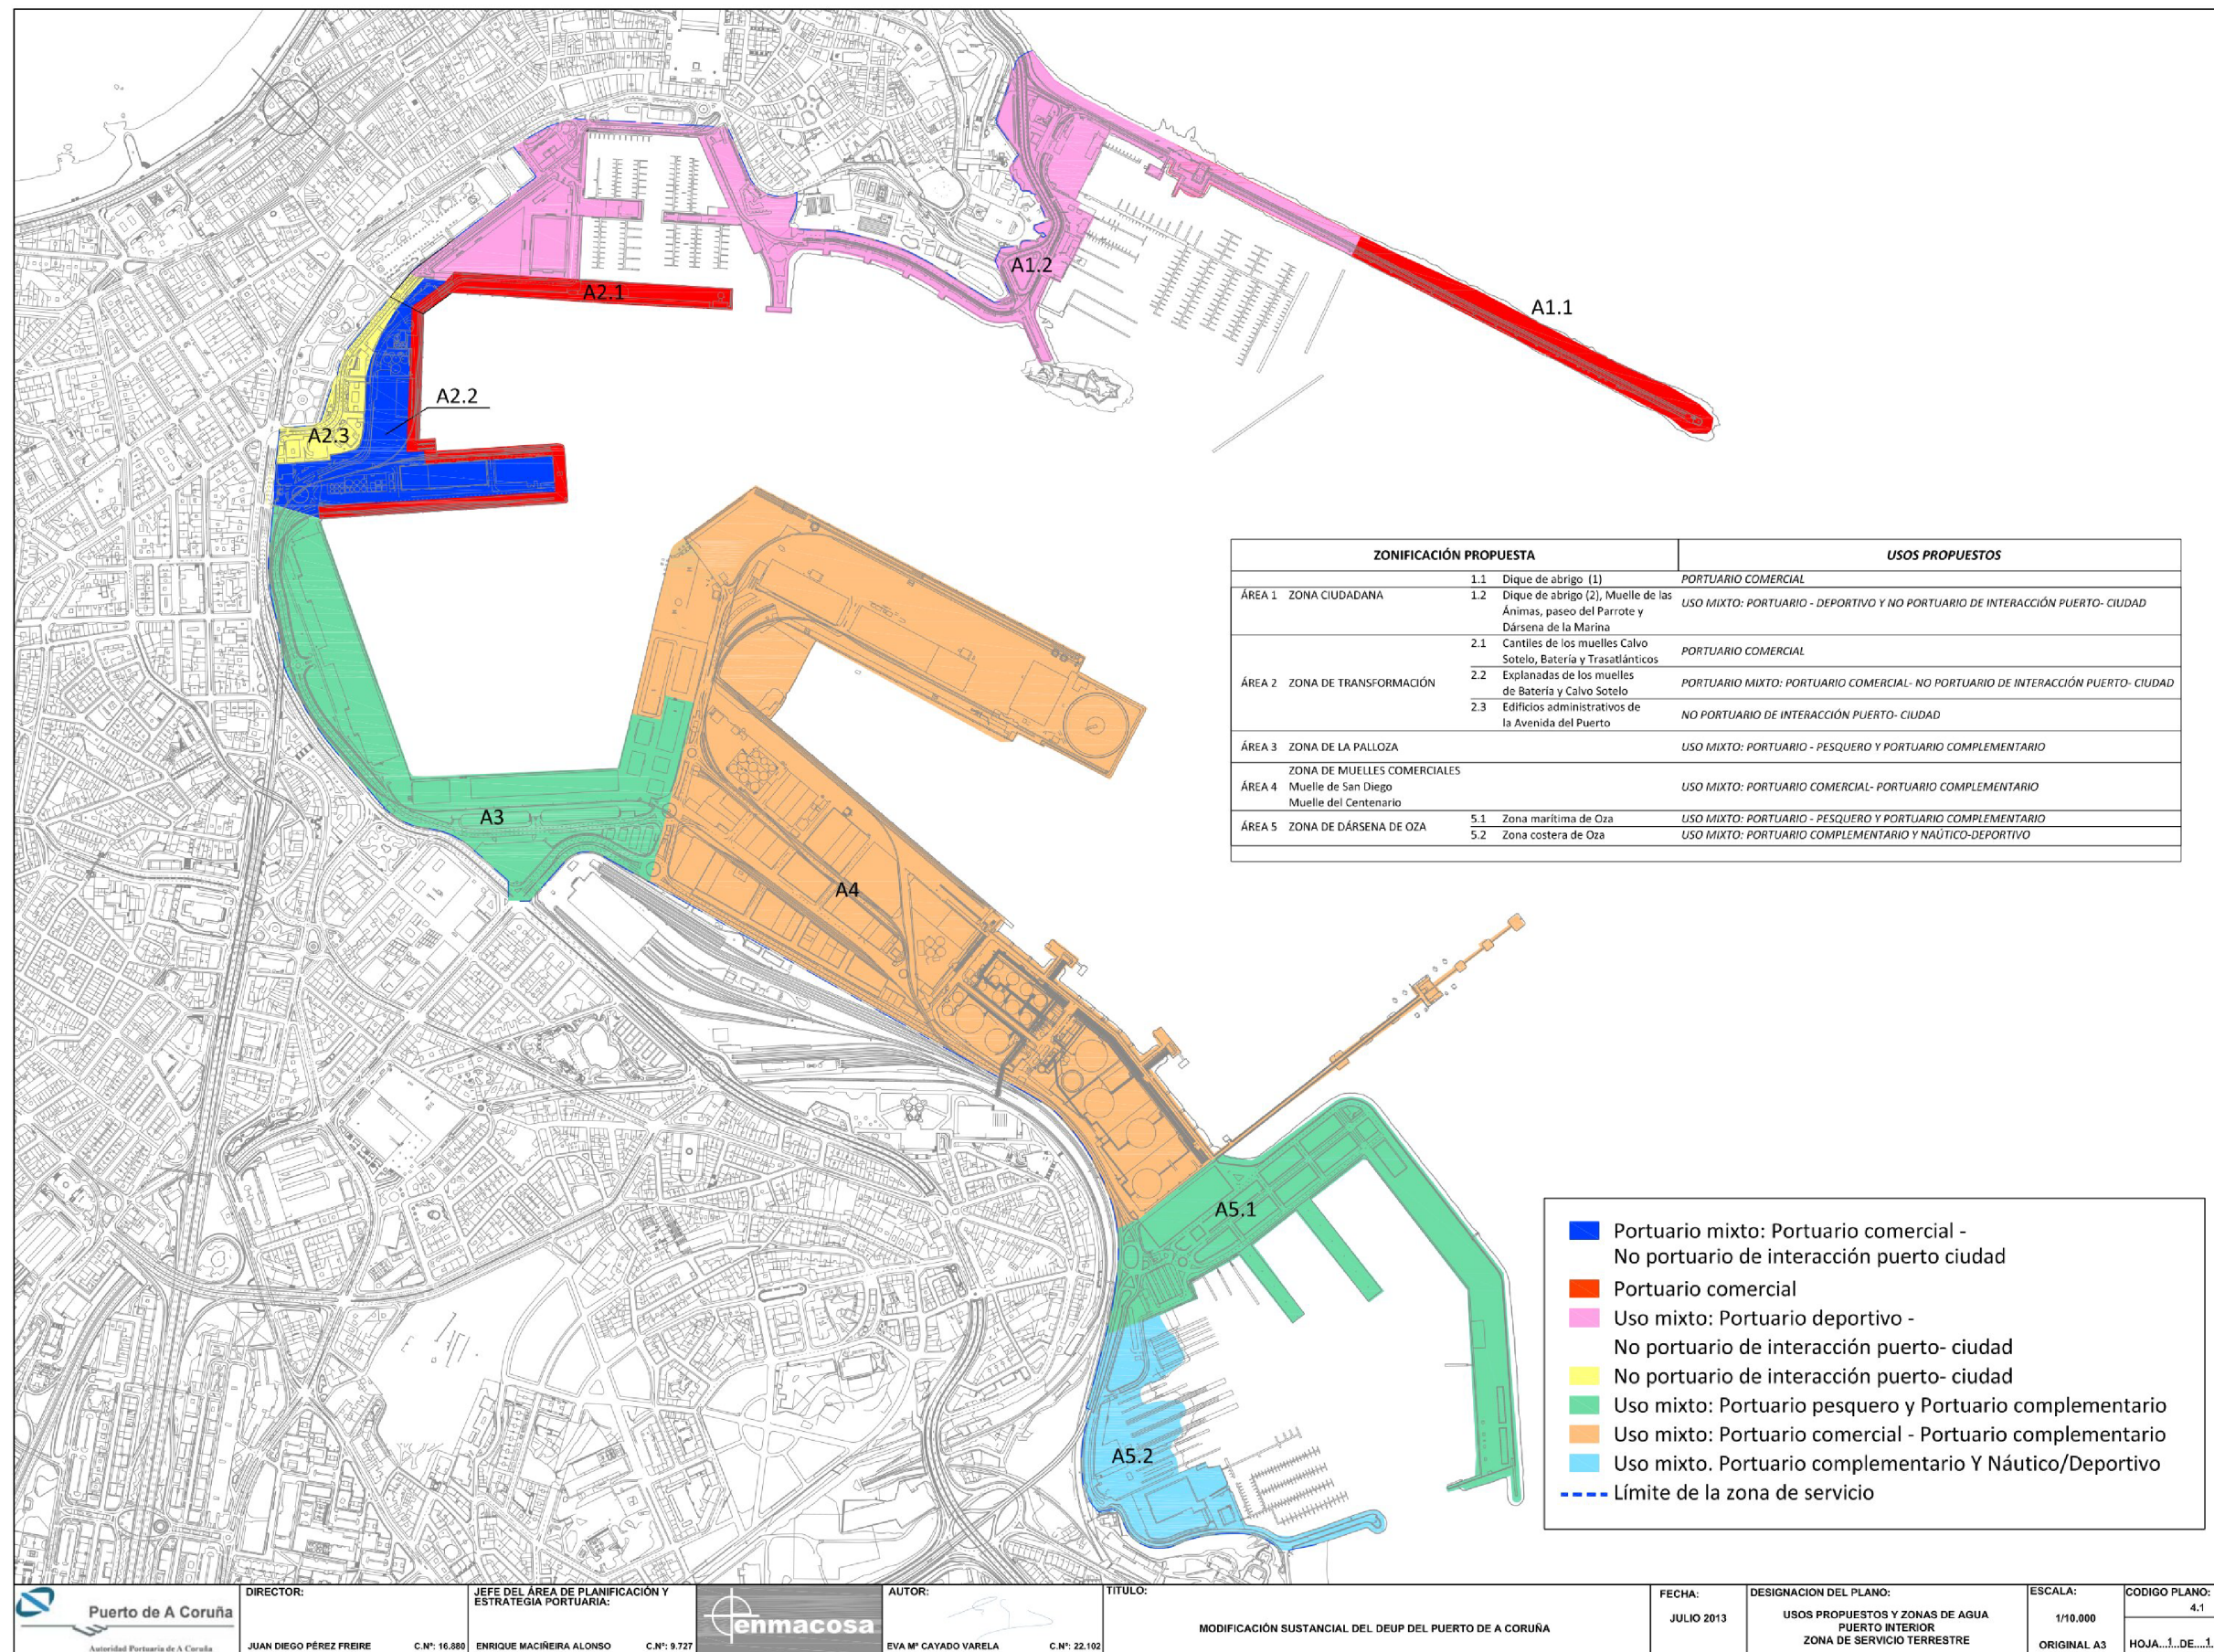 A1.2
A1.1
A2.1
A2.2
A2.3
A3
A4
A5.1
A5.2
ZONIFICACIÓN PROPUESTA
USOS PROPUESTOS
ÁREA 1 ZONA CIUDADANA
1.1 Dique de abrigo (1)
PORTUARIO COMERCIAL
1.2 Dique de abrigo (2), Muelle de las
Ánimas, paseo del Parrote y
Dársena de la Marina
USO MIXTO: PORTUARIO - DEPORTIVO Y NO PORTUARIO DE INTERACCIÓN PUERTO- CIUDAD
ÁREA 2 ZONA DE TRANSFORMACIÓN
2.1 Cantiles de los muelles Calvo
Sotelo, Batería y Trasatlánticos
PORTUARIO COMERCIAL
2.2 Explanadas de los muelles
de Batería y Calvo Sotelo
PORTUARIO MIXTO: PORTUARIO COMERCIAL- NO PORTUARIO DE INTERACCIÓN PUERTO- CIUDAD
2.3 Edificios administrativos de
la Avenida del Puerto
NO PORTUARIO DE INTERACCIÓN PUERTO- CIUDAD
ÁREA 3 ZONA DE LA PALLOZA
USO MIXTO: PORTUARIO - PESQUERO Y PORTUARIO COMPLEMENTARIO
ÁREA 4 ZONA DE MUELLES COMERCIALES
Muelle de San Diego
Muelle del Centenario
USO MIXTO: PORTUARIO COMERCIAL- PORTUARIO COMPLEMENTARIO
ÁREA 5 ZONA DE DÁRSENA DE OZA
5.1 Zona marítima de Oza
USO MIXTO: PORTUARIO - PESQUERO Y PORTUARIO COMPLEMENTARIO
5.2 Zona costera de Oza
USO MIXTO: PORTUARIO COMPLEMENTARIO Y NAÚTICO-DEPORTIVO
Portuario mixto: Portuario comercial -
No portuario de interacción puerto ciudad
Portuario comercial
Uso mixto: Portuario deportivo -
No portuario de interacción puerto- ciudad
No portuario de interacción puerto- ciudad
Uso mixto: Portuario pesquero y Portuario complementario
Uso mixto: Portuario comercial - Portuario complementario
Uso mixto. Portuario complementario Y Náutico/Deportivo
Límite de la zona de servicio
Puerto de A Coruña
Autoridad Portuaria de A Coruña
DIRECTOR:
JUAN DIEGO PÉREZ FREIRE C.Nº: 16.880
JEFE DEL ÁREA DE PLANIFICACIÓN Y
ESTRATEGIA PORTUARIA:
ENRIQUE MACIÑEIRA ALONSO C.Nº: 9.727
enmacosa
AUTOR:
EVA Mª CAYADO VARELA C.Nº: 22.102
TITULO:
MODIFICACIÓN SUSTANCIAL DEL DEUP DEL PUERTO DE A CORUÑA
FECHA:
JULIO 2013
DESIGNACION DEL PLANO:
USOS PROPUESTOS Y ZONAS DE AGUA
PUERTO INTERIOR
ZONA DE SERVICIO TERRESTRE
ESCALA:
1/10.000
ORIGINAL A3
CODIGO PLANO:
4.1
HOJA...1...DE...1